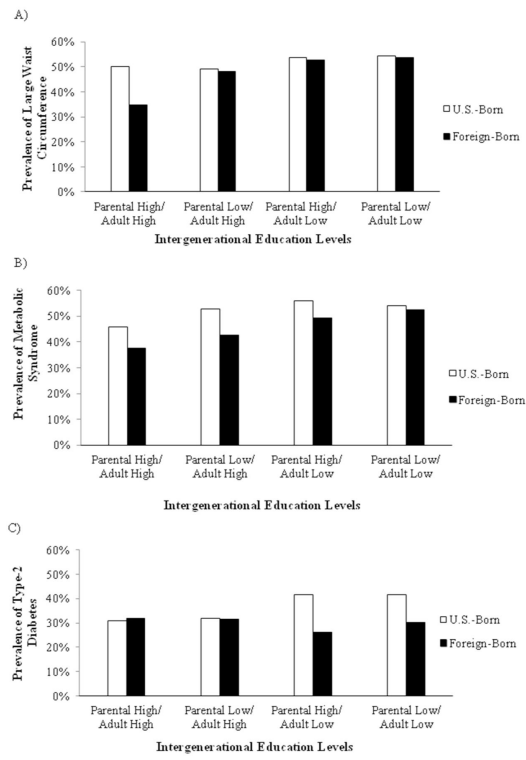 A)
Prevalence of Large Waist
Circumference
60%
50%
40%
30%
20%
10%
0%
Parental High/
Adult High
Parental Low/
Adult High
Parental High/
Adult Low
Parental Low/
Adult Low
Intergenerational Education Levels
U.S.-Born
Foreign-Born
B)
Prevalence of Metabolic
Syndrome
60%
50%
40%
30%
20%
10%
0%
Parental High/
Adult High
Parental Low/
Adult High
Parental High/
Adult Low
Parental Low/
Adult Low
Intergenerational Education Levels
U.S.-Born
Foreign-Born
C)
Prevalence of Type-2
Diabetes
60%
50%
40%
30%
20%
10%
0%
Parental High/
Adult High
Parental Low/
Adult High
Parental High/
Adult Low
Parental Low/
Adult Low
Intergenerational Education Levels
U.S.-Born
Foreign-Born